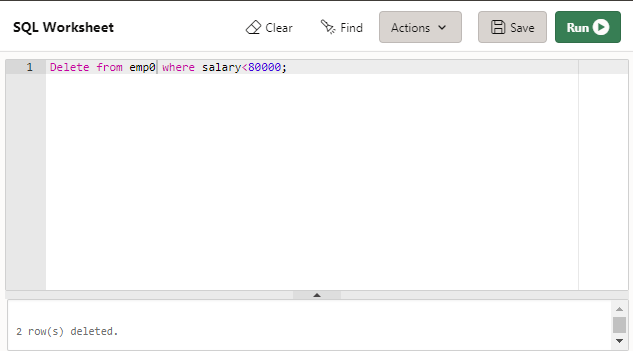 SQL Worksheet Clear Find Actions Save Run
1 Delete from emp0 where salary<80000;
2 row(s) deleted.